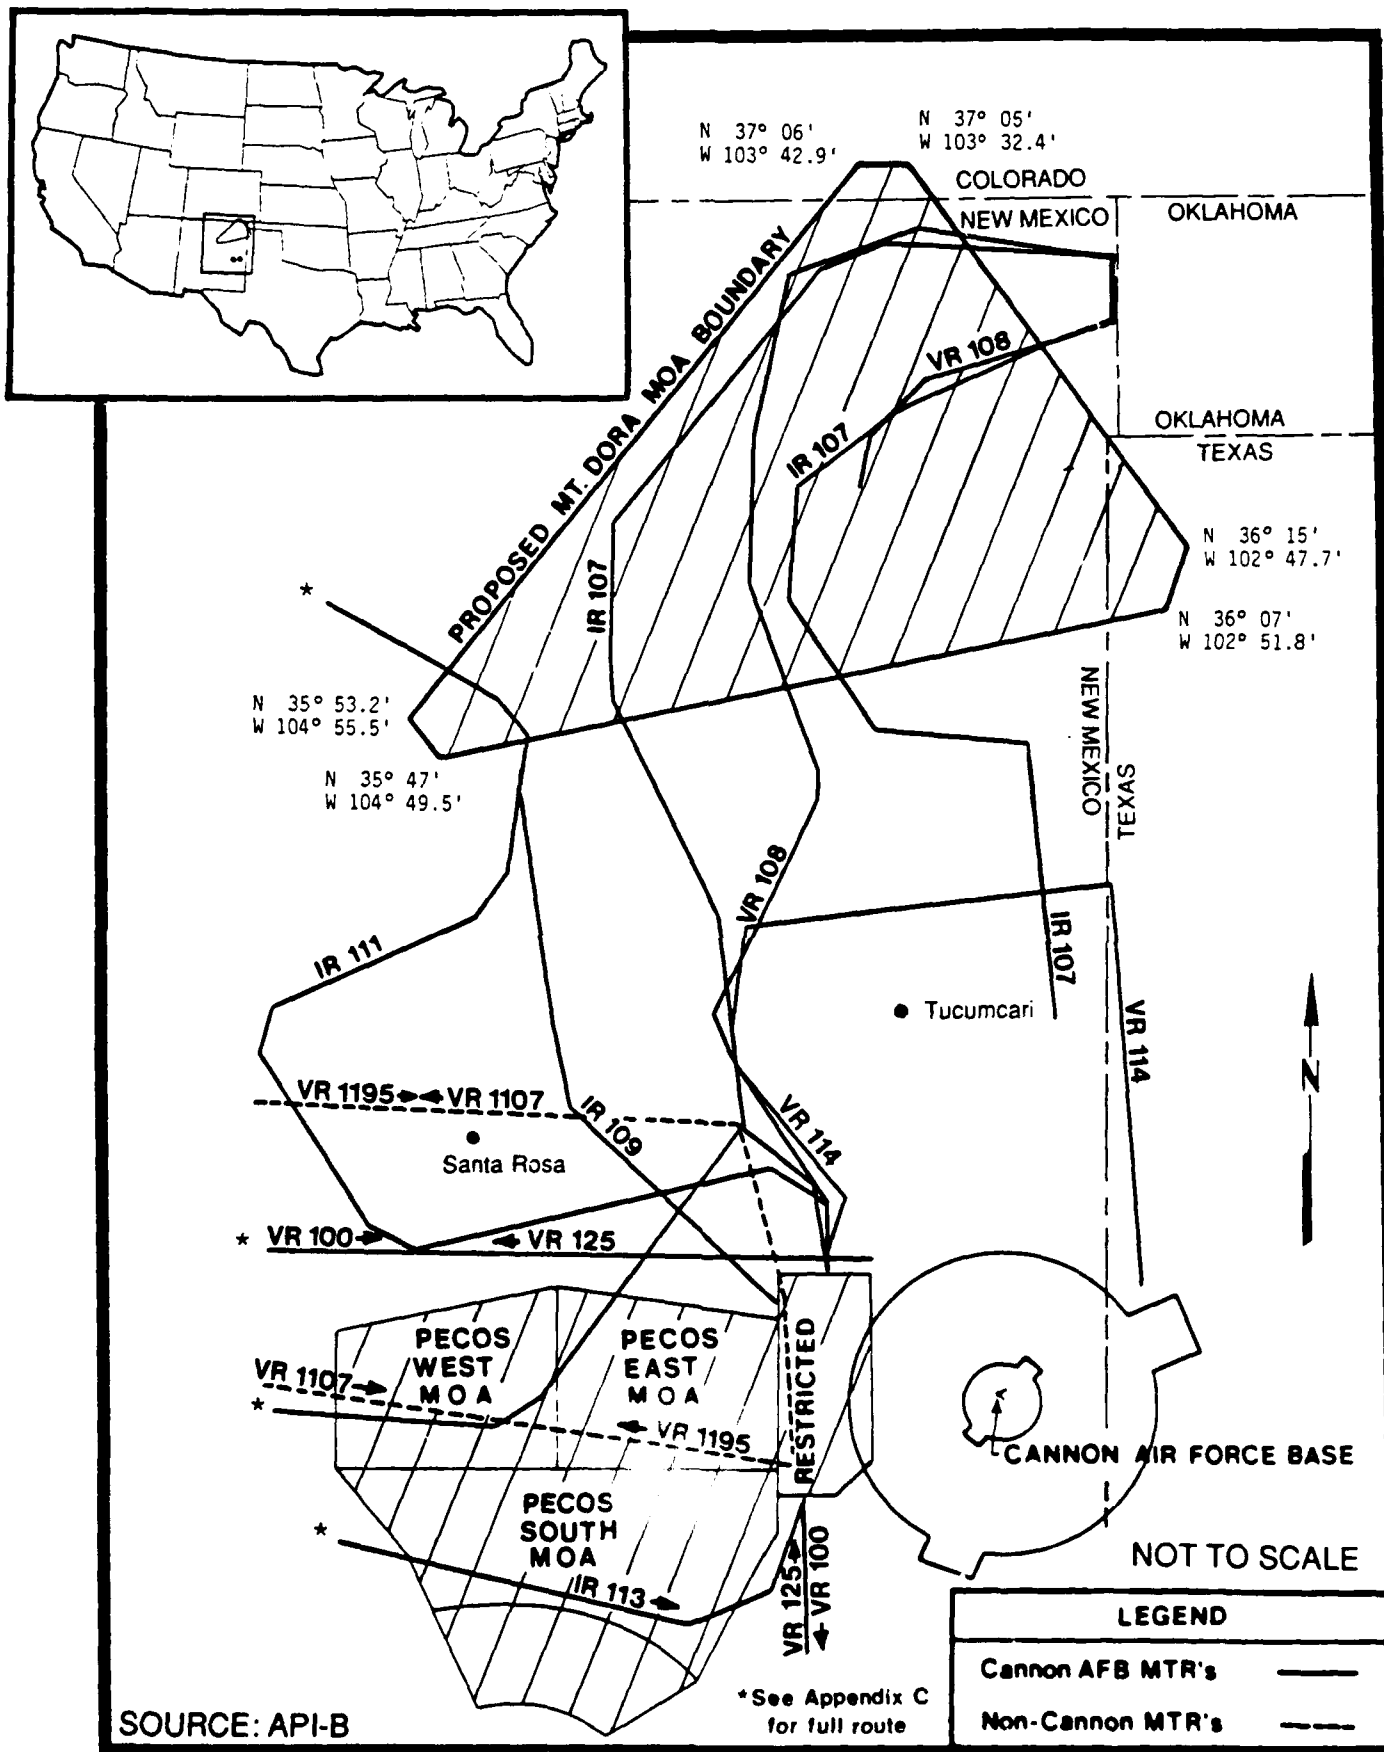 N 37° 06'
W 103° 42.9'
N 37° 05'
W 103° 32.4'
COLORADO
NEW MEXICO
OKLAHOMA
PROPOSED MT. DORA MOA BOUNDARY
VR 108
IR 107
OKLAHOMA
TEXAS
N 36° 15'
W 102° 47.7'
*
IR 107
N 36° 07'
W 102° 51.8'
N 35° 53.2'
W 104° 55.5'
NEW MEXICO
TEXAS
N 35° 47'
W 104° 49.5'
VR 108
IR 111
IR 107
Tucumcari
VR 114
N
VR 1195
VR 1107
IR 109
VR 114
Santa Rosa
* VR 100
VR 125
PECOS
WEST
MOA
PECOS
EAST
MOA
RESTRICTED
VR 1107
*
VR 1195
CANNON AIR FORCE BASE
PECOS
SOUTH
MOA
*
IR 113
VR 125
VR 100
NOT TO SCALE
LEGEND
Cannon AFB MTR's
Non-Cannon MTR's
*See Appendix C
for full route
SOURCE: API-B